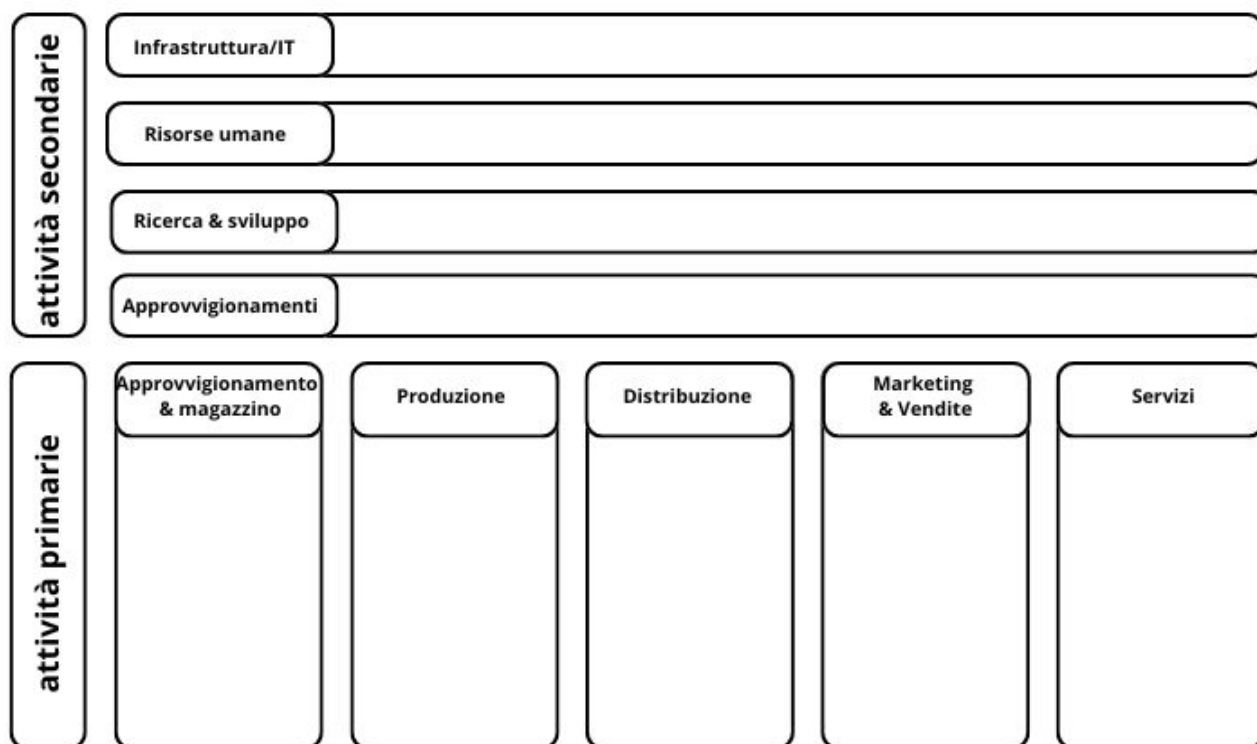 attività secondarie
Infrastruttura/IT
Risorse umane
Ricerca & sviluppo
Approvvigionamenti
attività primarie
Approvvigionamento
& magazzino
Produzione
Distribuzione
Marketing
& Vendite
Servizi